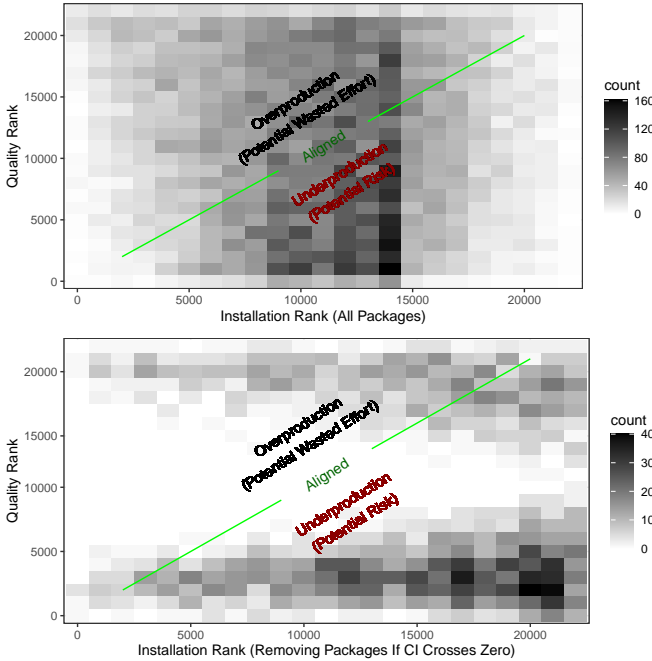 20000
15000
10000
5000
0
Quality Rank
Overproduction
(Potential Wasted Effort)
Aligned
Underproduction
(Potential Risk)
0 5000 10000 15000 20000
Installation Rank (All Packages)
count
160
120
80
40
0
20000
15000
10000
5000
0
Quality Rank
Overproduction
(Potential Wasted Effort)
Aligned
Underproduction
(Potential Risk)
0 5000 10000 15000 20000
Installation Rank (Removing Packages If CI Crosses Zero)
count
40
30
20
10
0